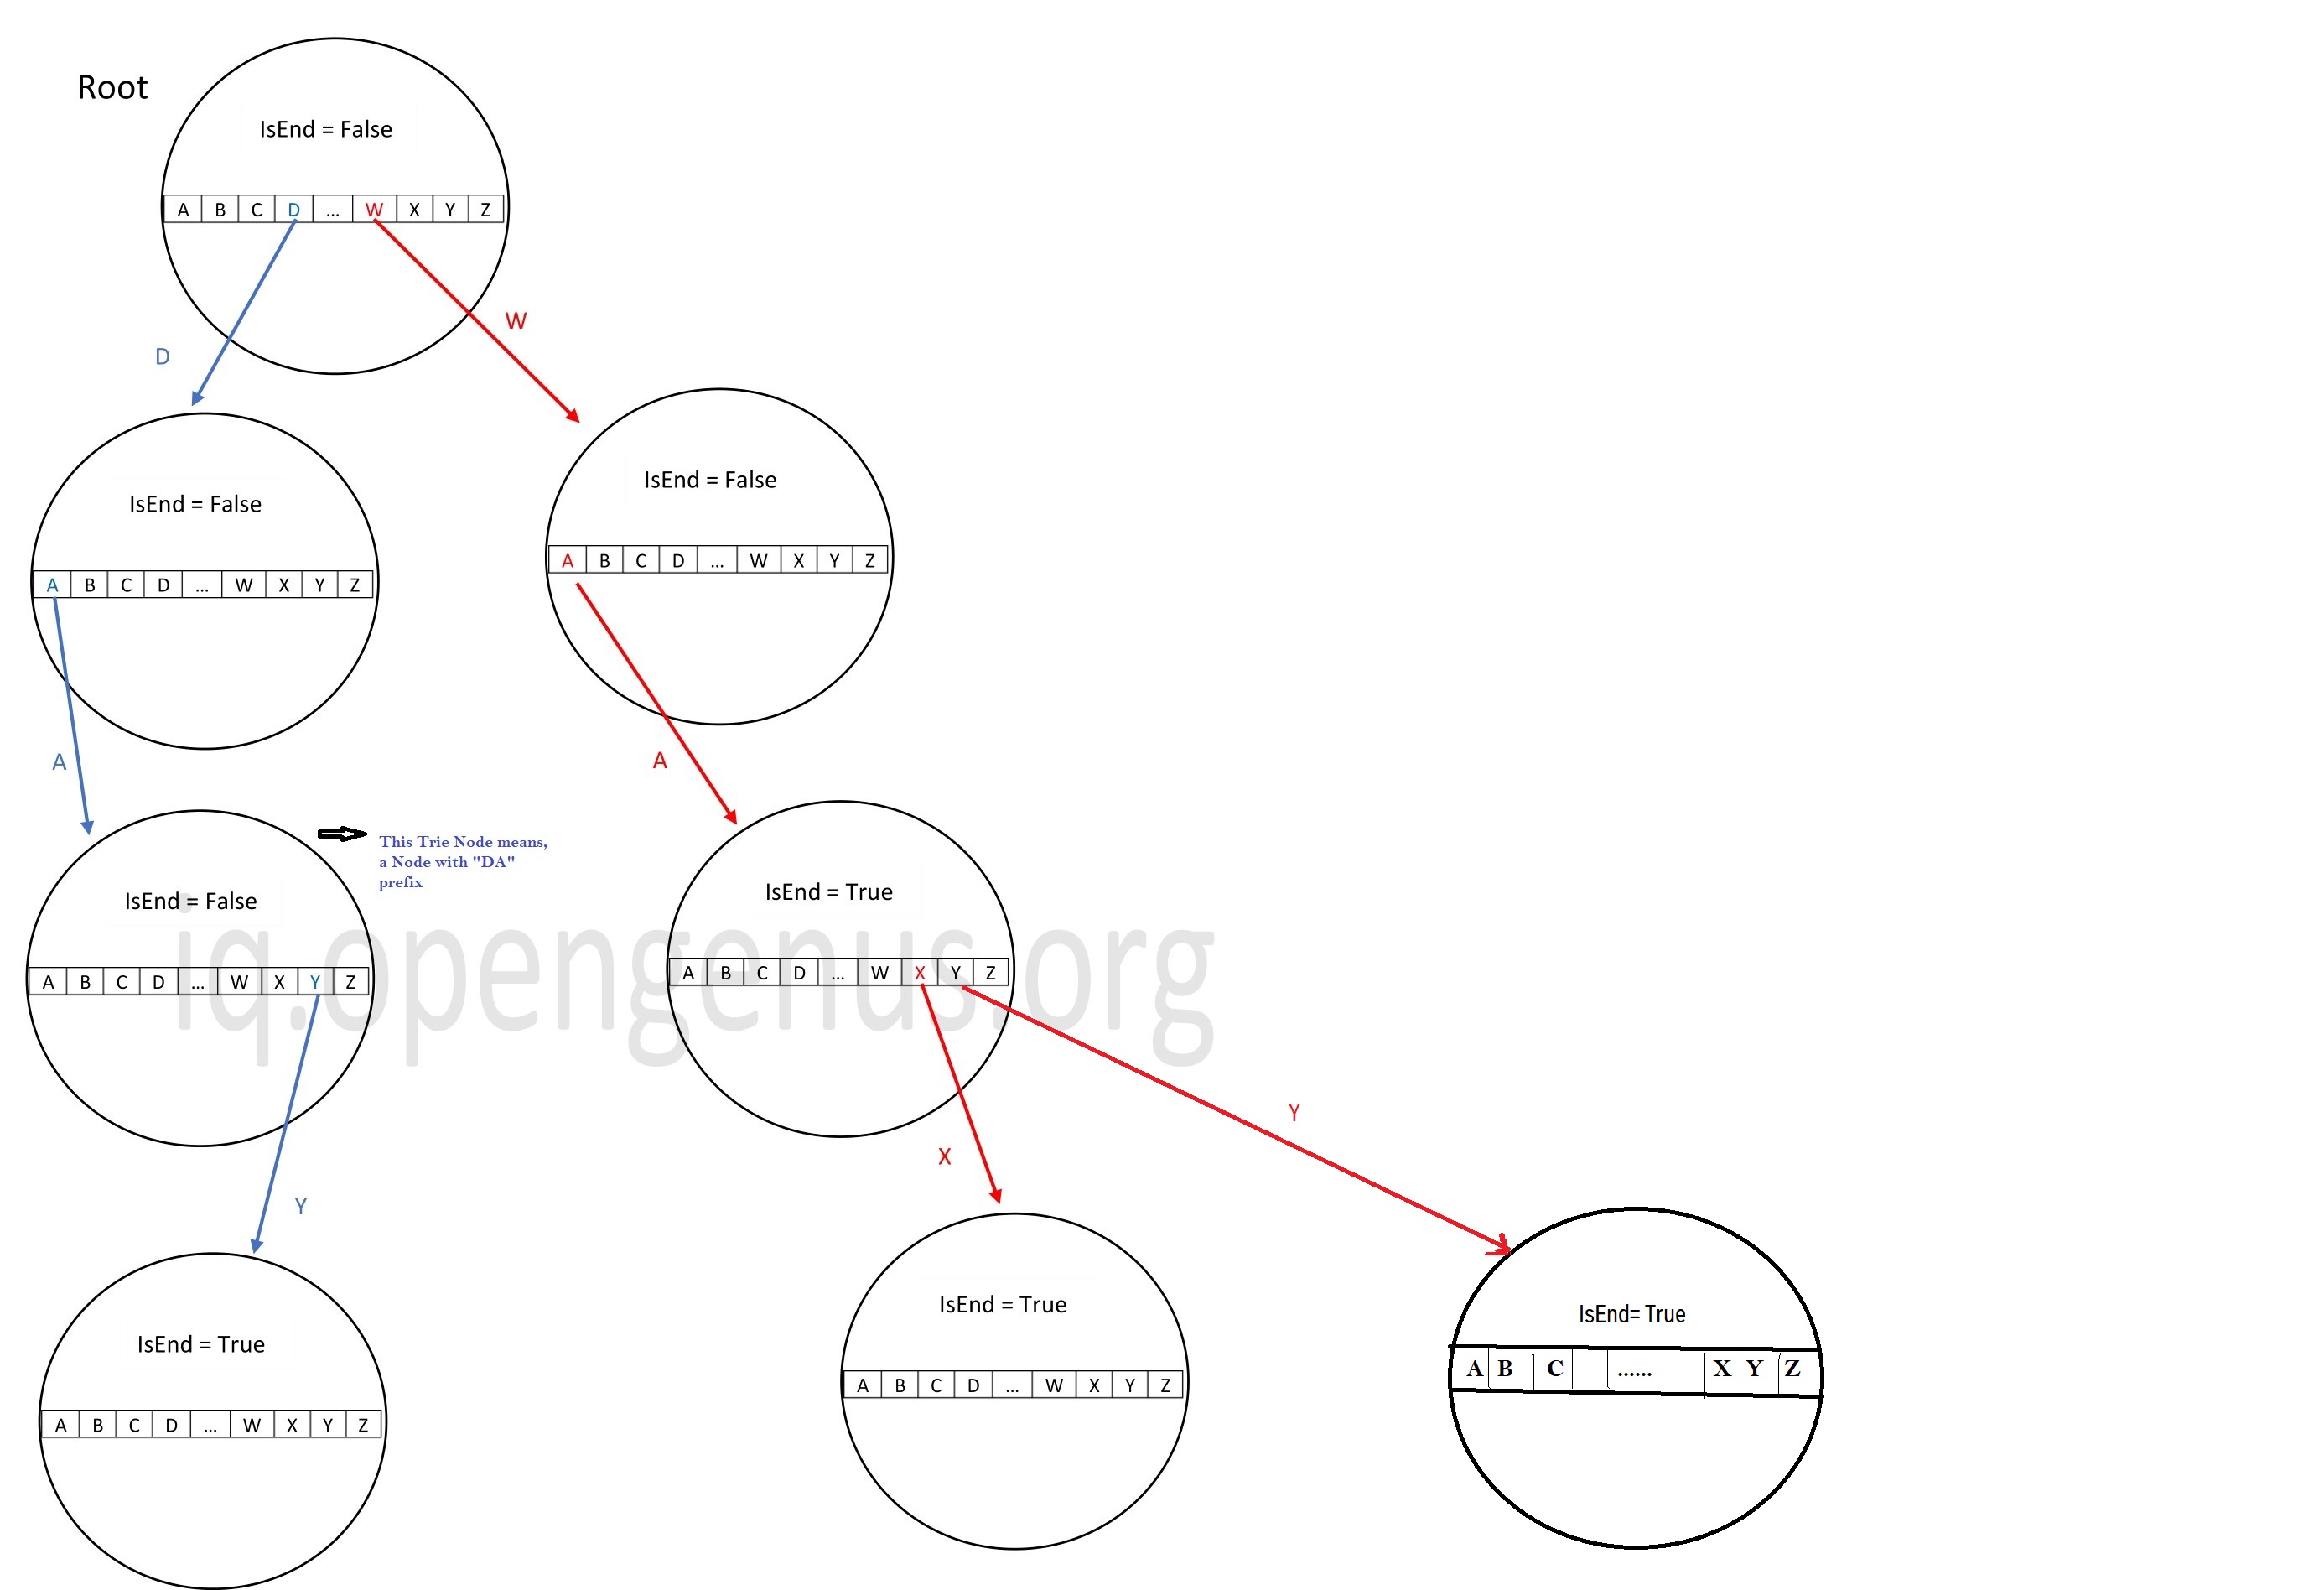 Root
IsEnd = False
A B C D ... W X Y Z
D
W
IsEnd = False
A B C D ... W X Y Z
IsEnd = False
A B C D ... W X Y Z
A
A
This Trie Node means,
a Node with "DA"
prefix
IsEnd = False
A B C D ... W X Y Z
IsEnd = True
A B C D ... W X Y Z
iq.opengenus.org
Y
X
Y
IsEnd = True
A B C D ... W X Y Z
IsEnd = True
A B C D ... W X Y Z
IsEnd= True
A B C ...... X Y Z